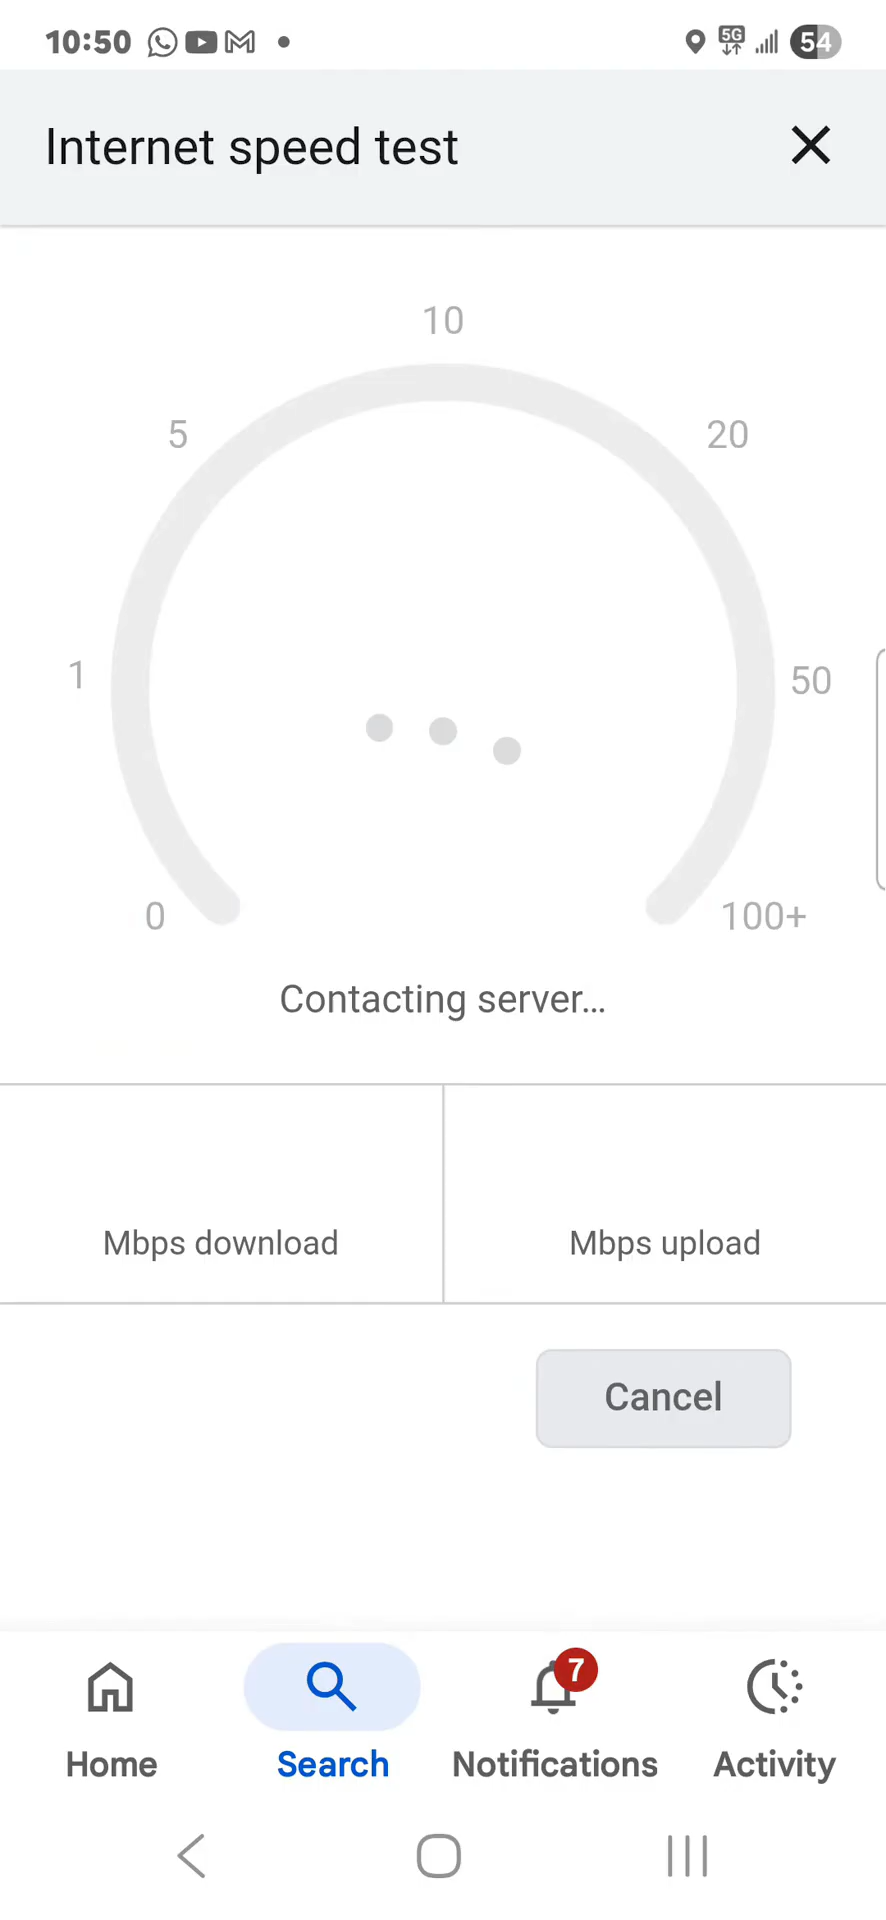 10:50
5G
54
Internet speed test
10
5
20
1
50
0
100+
Contacting server...
Mbps download
Mbps upload
Cancel
7
Home
Search
Notifications
Activity